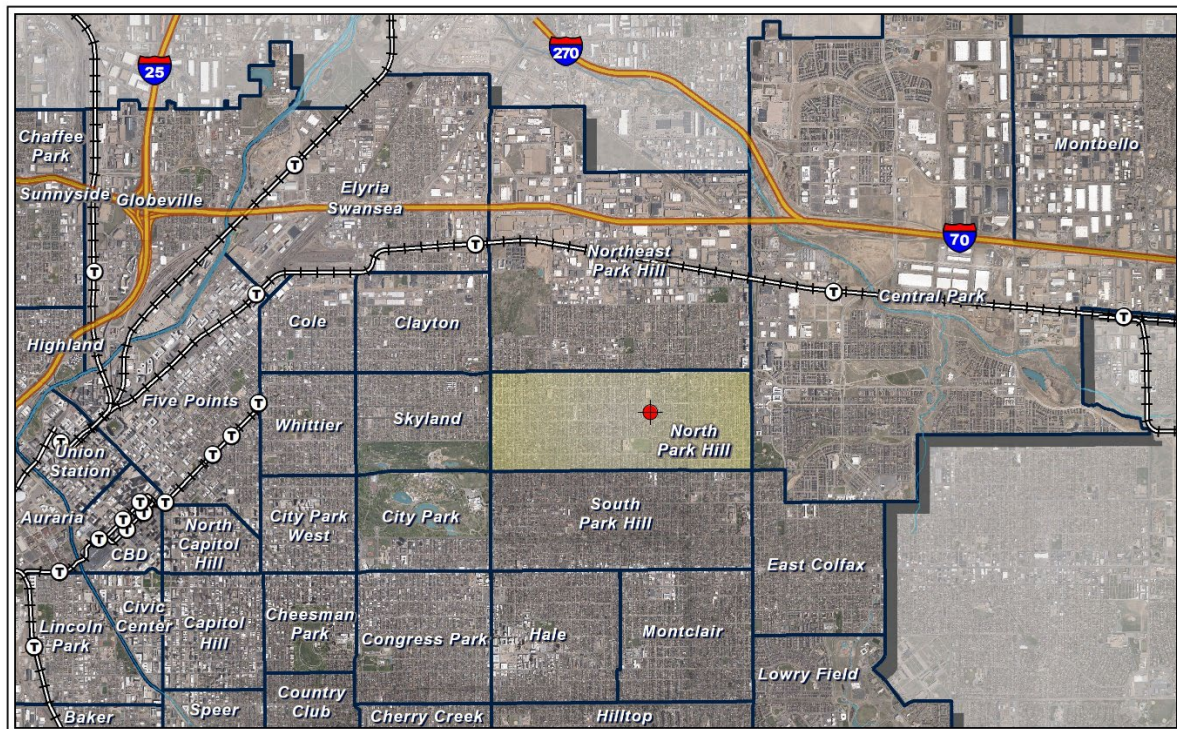 25
270
Chaffee
Park
Montbello
Sunnyside
Globeville
Elyria
Swansea
70
T
T
T
Northeast
Park Hill
T
T
Central Park
T
Highland
Cole
Clayton
Five Points
T
T
T
T
Union
Station
Whittier
Skyland
North
Park Hill
T
T
T
T
T
T
T
Auraria
CBD
North
Capitol
Hill
City Park
West
City Park
South
Park Hill
East Colfax
T
Lincoln
Park
Civic
Center
Capitol
Hill
Cheesman
Park
Congress Park
Hale
Montclair
Lowry Field
Baker
Speer
Country
Club
Cherry Creek
Hilltop